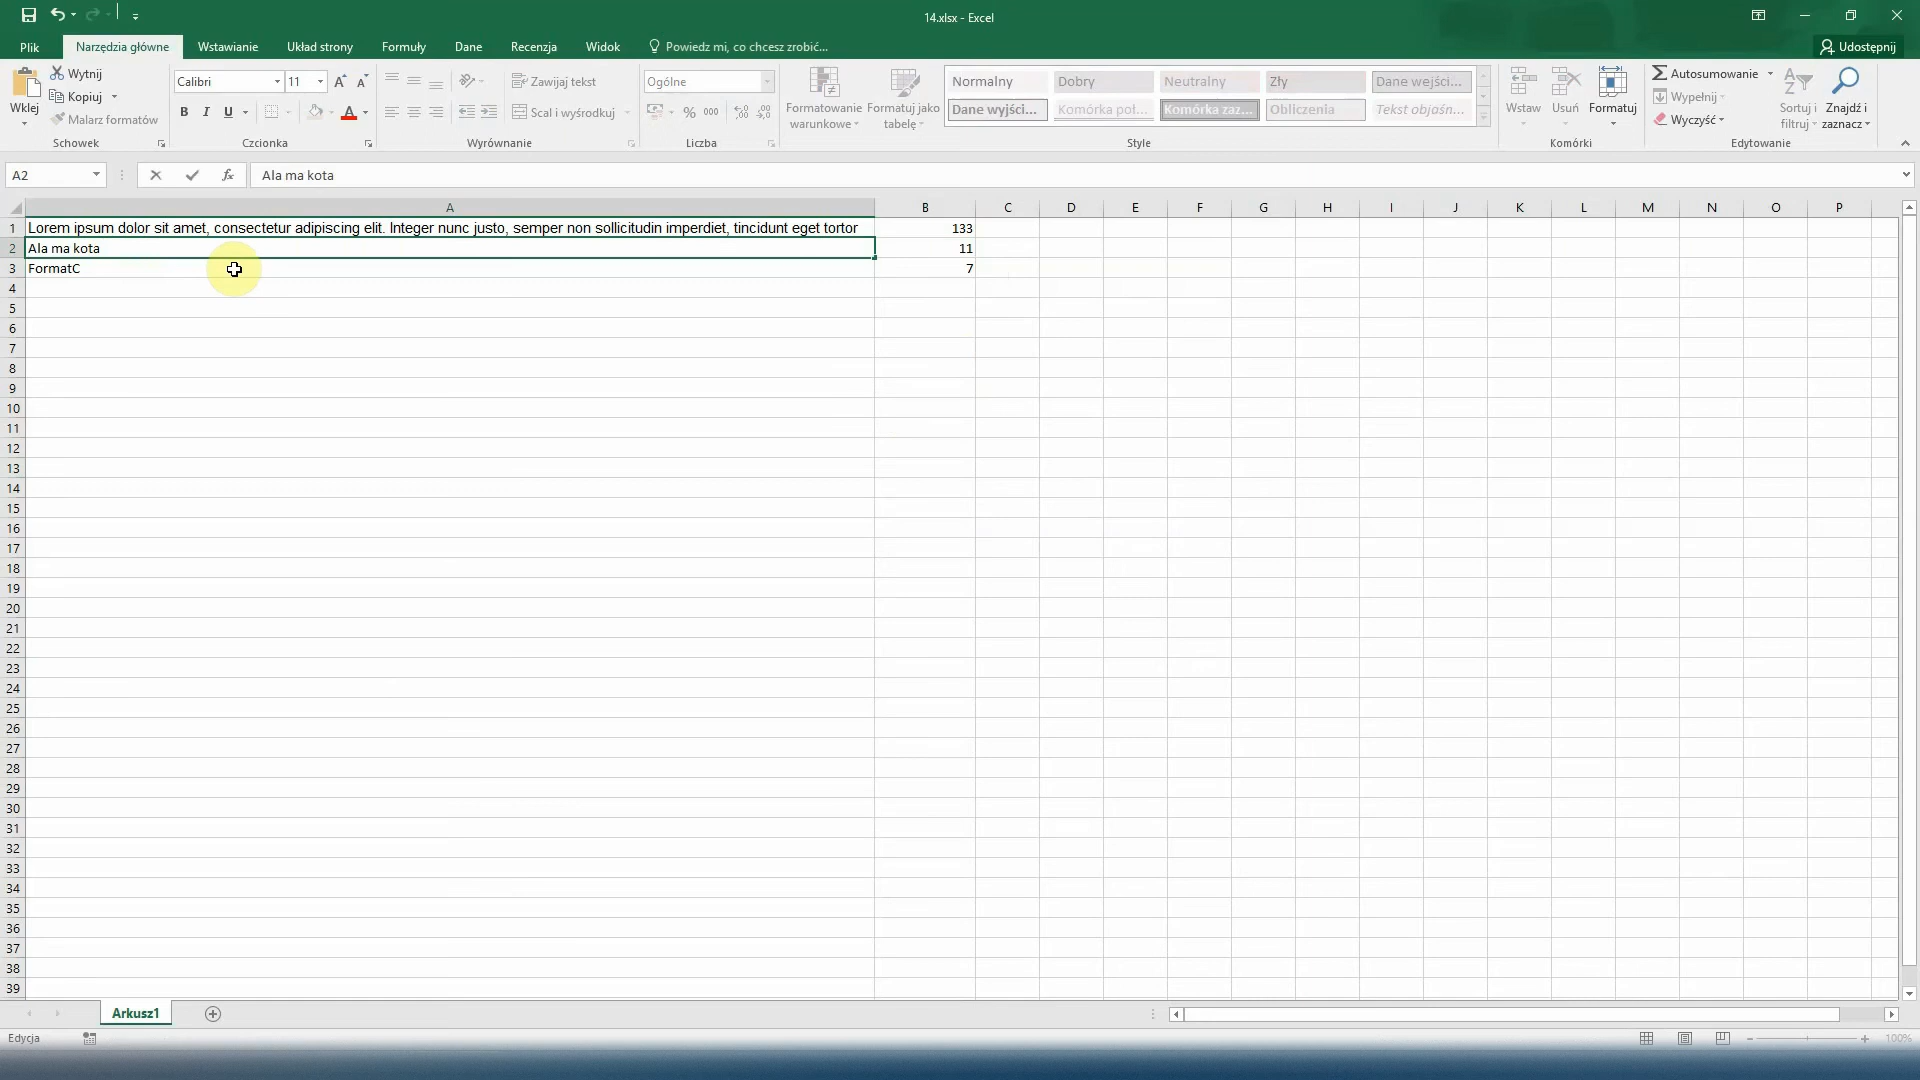 14.xlsx - Excel
Plik Narzędzia główne Wstawianie Układ strony Formuły Dane Recenzja Widok Powiedz mi, co chcesz zrobić... Udostępnij
Wklej
Wytnij
Kopiuj
Malarz formatów
Schowek
Calibri 11
B I U A
Czcionka
Zawijaj tekst
Scal i wyśrodkuj
Wyrównanie
Ogólne
% 000
Liczba
Formatowanie warunkowe
Formatuj jako tabelę
Normalny Dobry Neutralny Zły Dane wejści...
Dane wyjści... Komórka poł... Komórka zaz... Obliczenia Tekst objaśn...
Style
Wstaw Usuń Formatuj
Komórki
Autosumowanie
Wypełnij
Wyczyść
Sortuj i filtruj
Znajdź i zaznacz
Edytowanie
A2 fx Ala ma kota
A B C D E F G H I J K L M N O P
1 Lorem ipsum dolor sit amet, consectetur adipiscing elit. Integer nunc justo, semper non sollicitudin imperdiet, tincidunt eget tortor 133
2 Ala ma kota 11
3 FormatC 7
4
5
6
7
8
9
10
11
12
13
14
15
16
17
18
19
20
21
22
23
24
25
26
27
28
29
30
31
32
33
34
35
36
37
38
39
Arkusz1
Edycja 100%